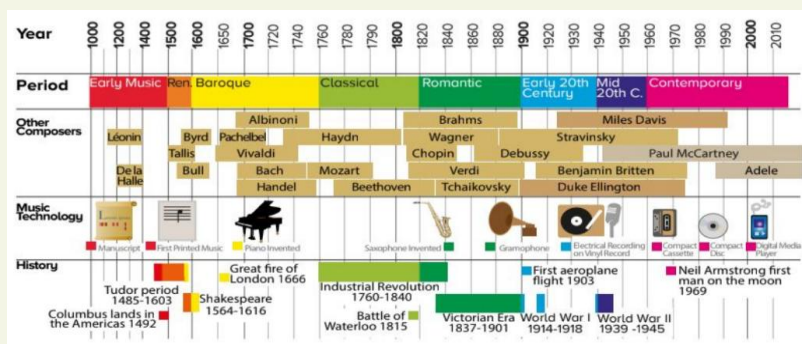 Year
1000 1200 1400 1500 1600 1650 1700 1720 1740 1760 1780 1790 1800 1820 1840 1880 1900 1920 1930 1940 1950 1960 1970 1980 1990 2000 2010
Period
Early Music Ren. Baroque Classical Romantic Early 20th Century Mid 20th C. Contemporary
Other Composers
Albinoni Brahms Miles Davis
Léonin Byrd Pachelbel Haydn Wagner Stravinsky
Tallis Vivaldi Chopin Debussy Paul McCartney
De la Halle Bull Bach Mozart Verdi Benjamin Britten Adele
Handel Beethoven Tchaikovsky Duke Ellington
Music Technology
Manuscript First Printed Music Piano Invented Saxophone Invented Gramophone Electrical Recording on Vinyl Record Compact Cassette Compact Disc Digital Media Player
History
Tudor period
1485-1603
Columbus lands in
the Americas 1492
Shakespeare
1564-1616
Great fire of
London 1666
Industrial Revolution
1760-1840
Battle of
Waterloo 1815
Victorian Era
1837-1901
First aeroplane
flight 1903
World War I
1914-1918
World War II
1939 -1945
Neil Armstrong first
man on the moon
1969